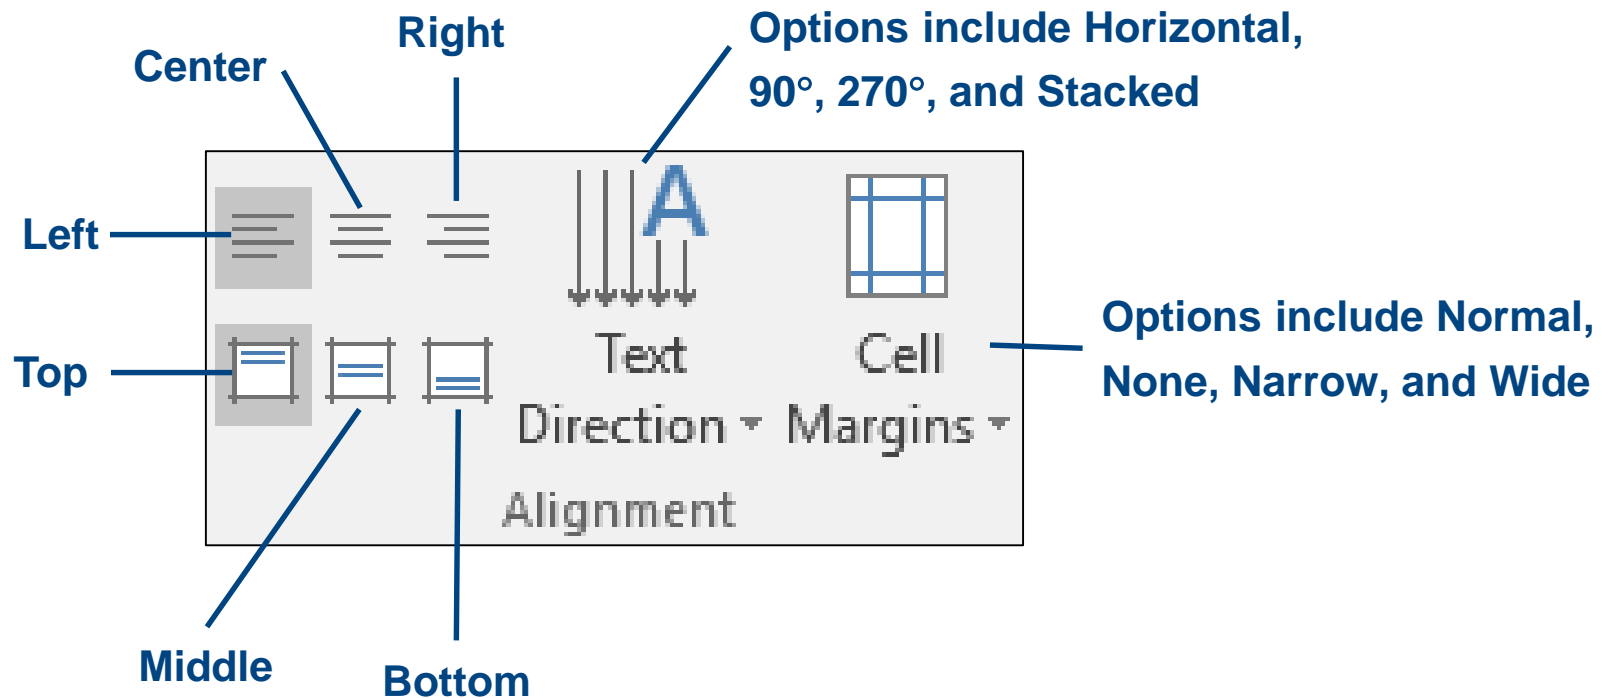 Options include Horizontal,
90°, 270°, and Stacked
Right
Center
Left
Top
Text
Direction
Cell
Margins
Alignment
Options include Normal,
None, Narrow, and Wide
Middle
Bottom
A